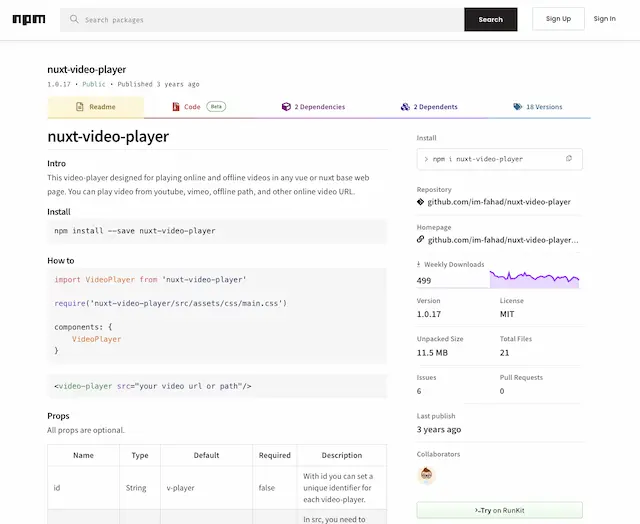 npm
Search packages
Search
Sign Up
Sign In
nuxt-video-player
1.0.17 • Public • Published 3 years ago
Readme
Code Beta
2 Dependencies
2 Dependents
18 Versions
nuxt-video-player
Intro
This video-player designed for playing online and offline videos in any vue or nuxt base web
page. You can play video from youtube, vimeo, offline path, and other online video URL.
Install
npm install --save nuxt-video-player
How to
import VideoPlayer from 'nuxt-video-player'
require('nuxt-video-player/src/assets/css/main.css')
components: {
VideoPlayer
}
<video-player src="your video url or path"/>
Props
All props are optional.
Name Type Default Required Description
id String v-player false With id you can set a
unique identifier for
each video-player.
In src, you need to
Install
> npm i nuxt-video-player
Repository
github.com/im-fahad/nuxt-video-player
Homepage
github.com/im-fahad/nuxt-video-player...
Weekly Downloads
499
Version License
1.0.17 MIT
Unpacked Size Total Files
11.5 MB 21
Issues Pull Requests
6 0
Last publish
3 years ago
Collaborators
Try on RunKit